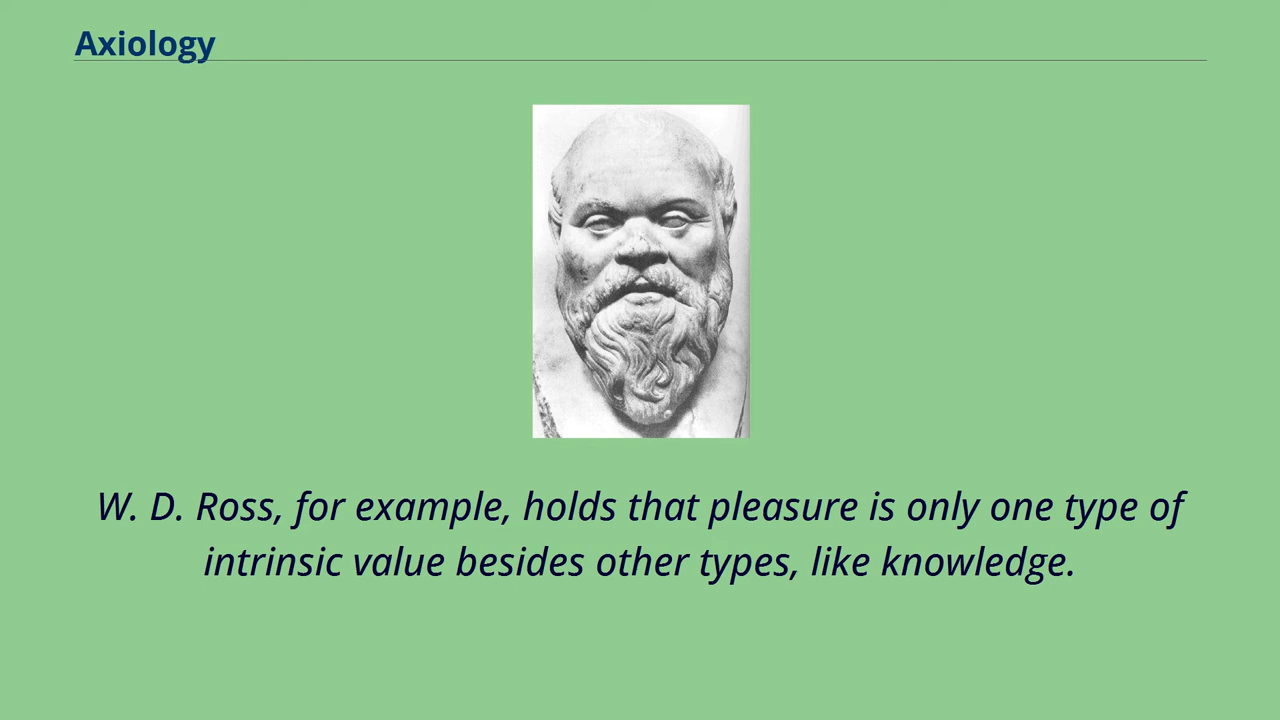 Axiology
W. D. Ross, for example, holds that pleasure is only one type of
intrinsic value besides other types, like knowledge.